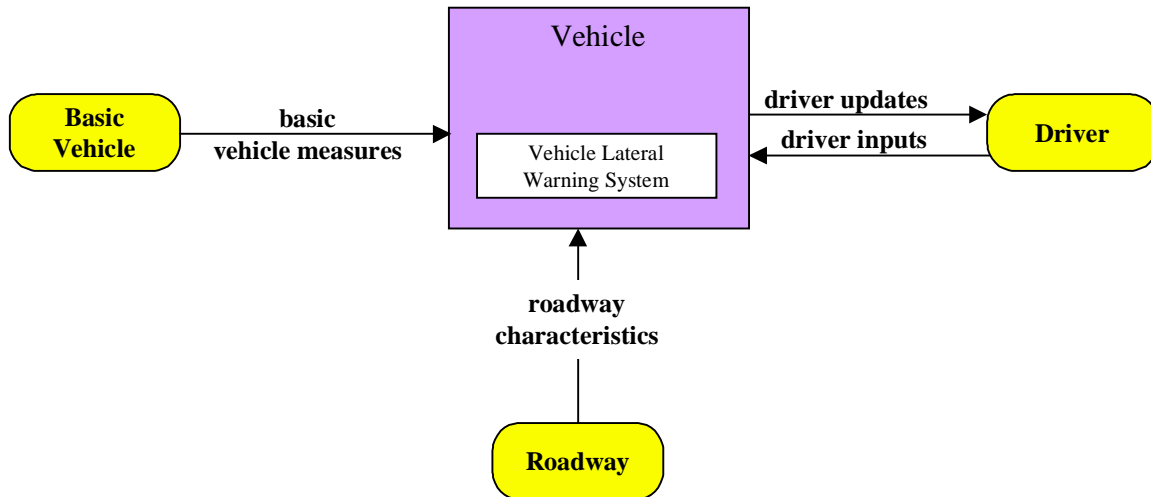 Vehicle
Basic
Vehicle
basic
vehicle measures
Vehicle Lateral
Warning System
driver updates
driver inputs
Driver
roadway
characteristics
Roadway